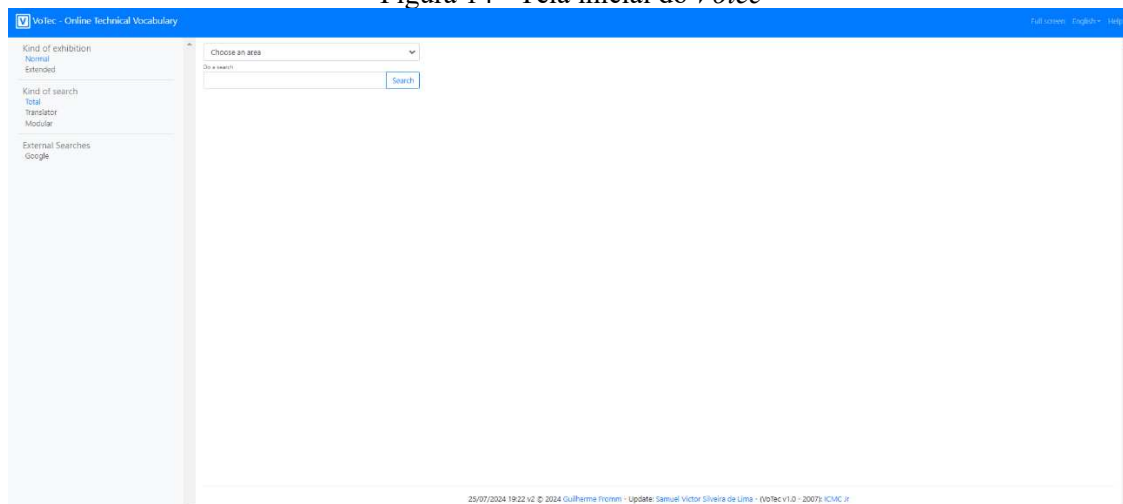 Figura 14 - Tela inicial do Votec
VoTec - Online Technical Vocabulary
Full screen English Help
Kind of exhibition
Normal
Extended
Kind of search
Total
Translator
Modular
External Searches
Google
Choose an area
Do a search
Search
25/07/2024 19:22 v2 © 2024 Guilherme Fromm - Update: Samuel Victor Silveira de Lima - (VoTec v1.0 - 2007): ICMC Jr